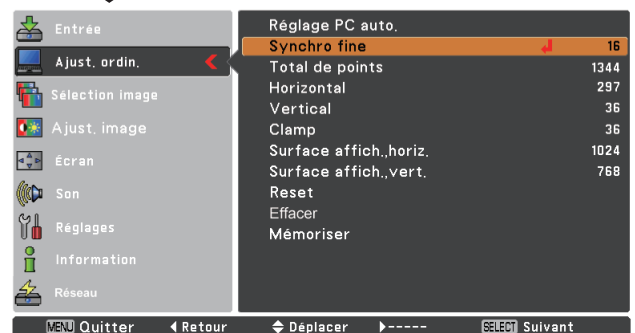 Entrée
Ajust. ordin.
Sélection image
Ajust. image
Écran
Son
Réglages
Information
Réseau
Réglage PC auto.
Synchro fine 16
Total de points 1344
Horizontal 297
Vertical 36
Clamp 36
Surface affich.,horiz. 1024
Surface affich.,vert. 768
Reset
Effacer
Mémoriser
MENU Quitter Retour Déplacer ----- SELECT Suivant